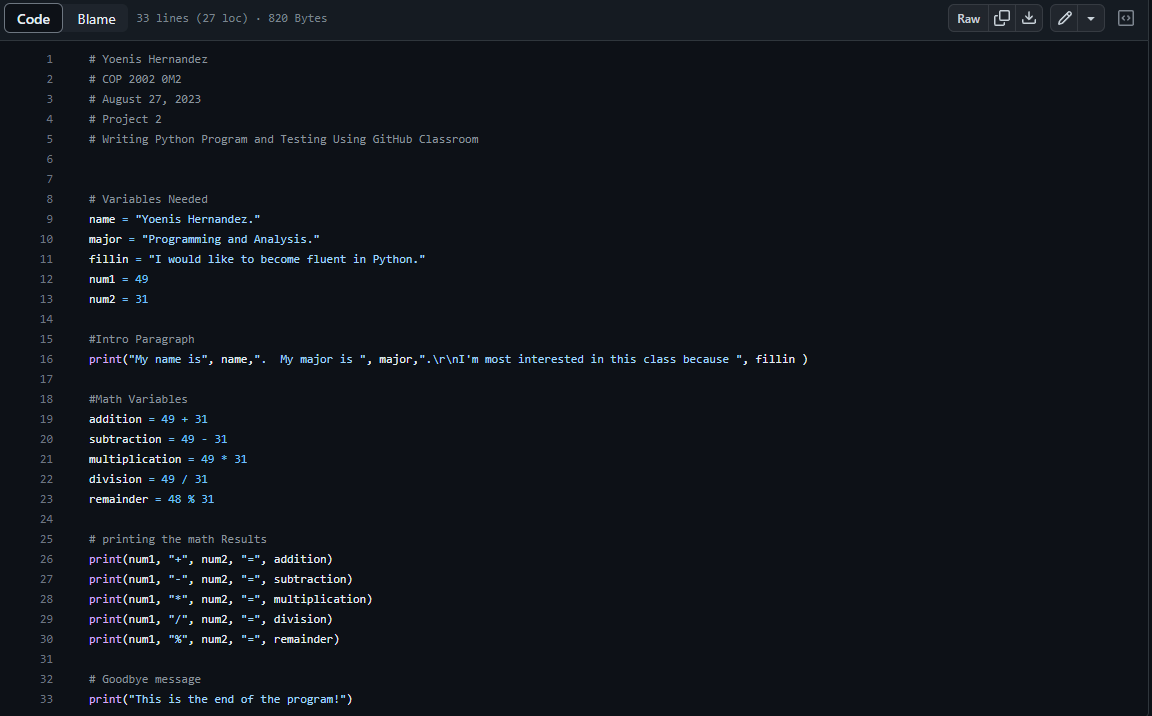 Code Blame 33 lines (27 loc) · 820 Bytes Raw
1 # Yoenis Hernandez
2 # COP 2002 0M2
3 # August 27, 2023
4 # Project 2
5 # Writing Python Program and Testing Using GitHub Classroom
6
7
8 # Variables Needed
9 name = "Yoenis Hernandez."
10 major = "Programming and Analysis."
11 fillin = "I would like to become fluent in Python."
12 num1 = 49
13 num2 = 31
14
15 #Intro Paragraph
16 print("My name is", name,".  My major is ", major,".\r\nI'm most interested in this class because ", fillin )
17
18 #Math Variables
19 addition = 49 + 31
20 subtraction = 49 - 31
21 multiplication = 49 * 31
22 division = 49 / 31
23 remainder = 48 % 31
24
25 # printing the math Results
26 print(num1, "+", num2, "=", addition)
27 print(num1, "-", num2, "=", subtraction)
28 print(num1, "*", num2, "=", multiplication)
29 print(num1, "/", num2, "=", division)
30 print(num1, "%", num2, "=", remainder)
31
32 # Goodbye message
33 print("This is the end of the program!")